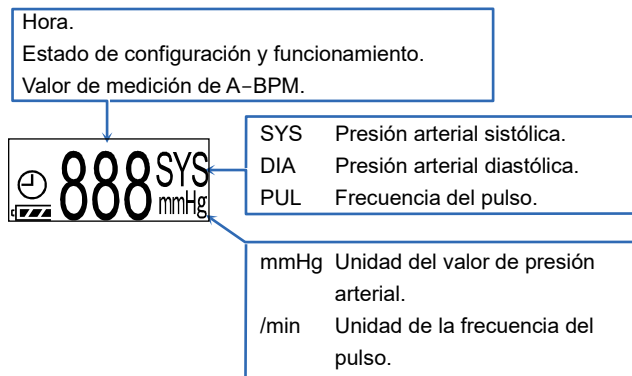 Hora.
Estado de configuración y funcionamiento.
Valor de medición de A−BPM.
888 SYS
mmHg
SYS Presión arterial sistólica.
DIA Presión arterial diastólica.
PUL Frecuencia del pulso.
mmHg Unidad del valor de presión
arterial.
/min Unidad de la frecuencia del
pulso.